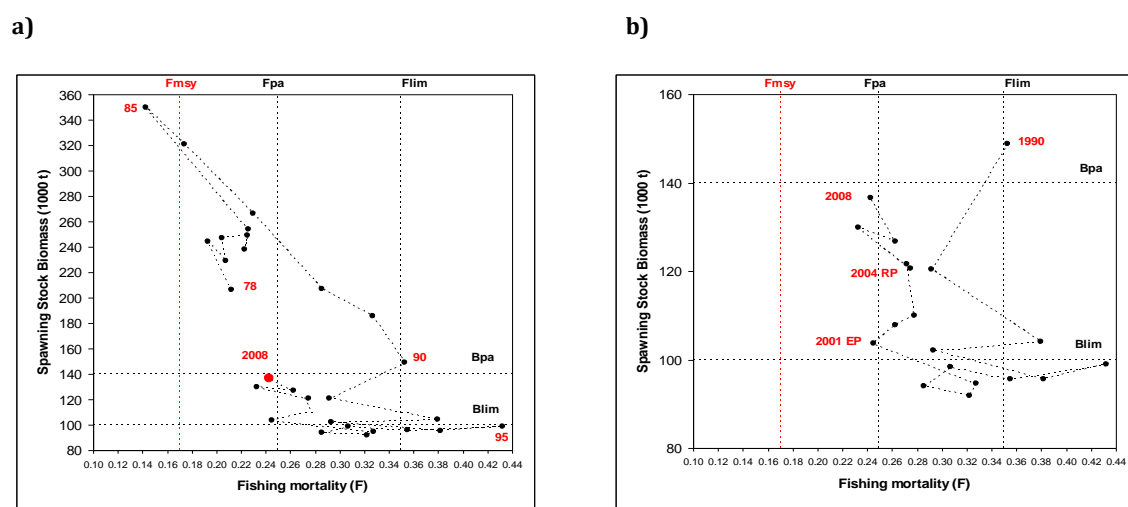 a)
Fmsy Fpa Flim
360
340
320
300
280
260
240
220
200
180
160
140
120
100
80
85
78
90
2008
Bpa
Blim
95
0.10 0.12 0.14 0.16 0.18 0.20 0.22 0.24 0.26 0.28 0.30 0.32 0.34 0.36 0.38 0.40 0.42 0.44
Spawning Stock Biomass (1000 t)
Fishing mortality (F)
b)
Fmsy Fpa Flim
160
140
120
100
80
1990
Bpa
2008
2004 RP
2001 EP
Blim
0.10 0.12 0.14 0.16 0.18 0.20 0.22 0.24 0.26 0.28 0.30 0.32 0.34 0.36 0.38 0.40 0.42 0.44
Spawning Stock Biomass (1000 t)
Fishing mortality (F)